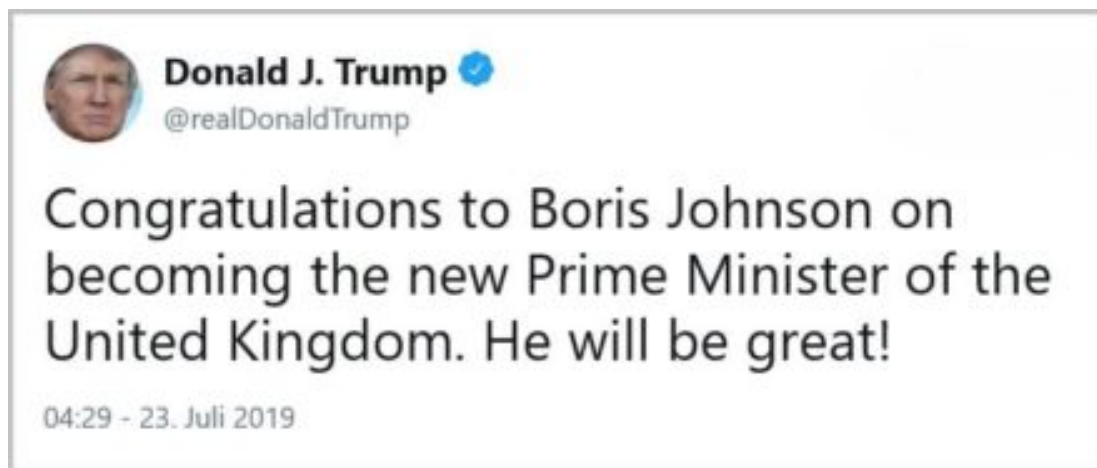 Donald J. Trump
@realDonaldTrump
Congratulations to Boris Johnson on
becoming the new Prime Minister of the
United Kingdom. He will be great!
04:29 - 23. Juli 2019